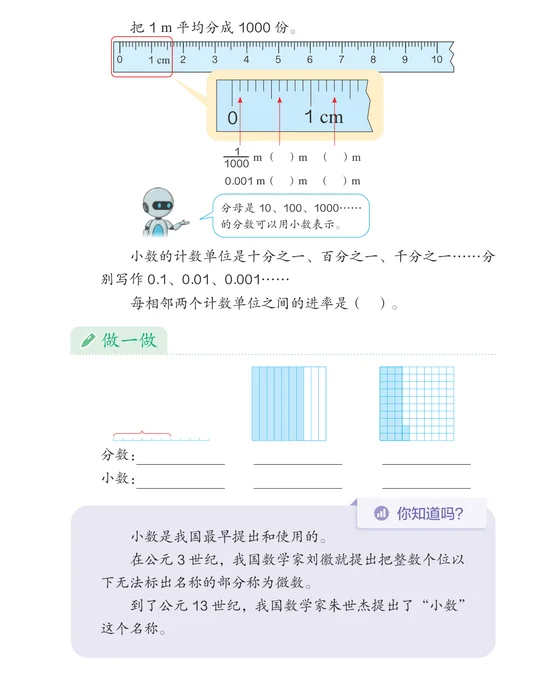 把 1 m 平均分成 1000 份。
0 1 cm 2 3 4 5 6 7 8 9 10
0 1 cm
1/1000 m （ ）m （ ）m
0.001 m（ ）m （ ）m
分母是 10、100、1000……
的分数可以用小数表示。
小数的计数单位是十分之一、百分之一、千分之一……分
别写作 0.1、0.01、0.001……
每相邻两个计数单位之间的进率是（ ）。
做一做
分数：
小数：
你知道吗？
小数是我国最早提出和使用的。
在公元 3 世纪，我国数学家刘徽就提出把整数个位以
下无法标出名称的部分称为微数。
到了公元 13 世纪，我国数学家朱世杰提出了“小数”
这个名称。